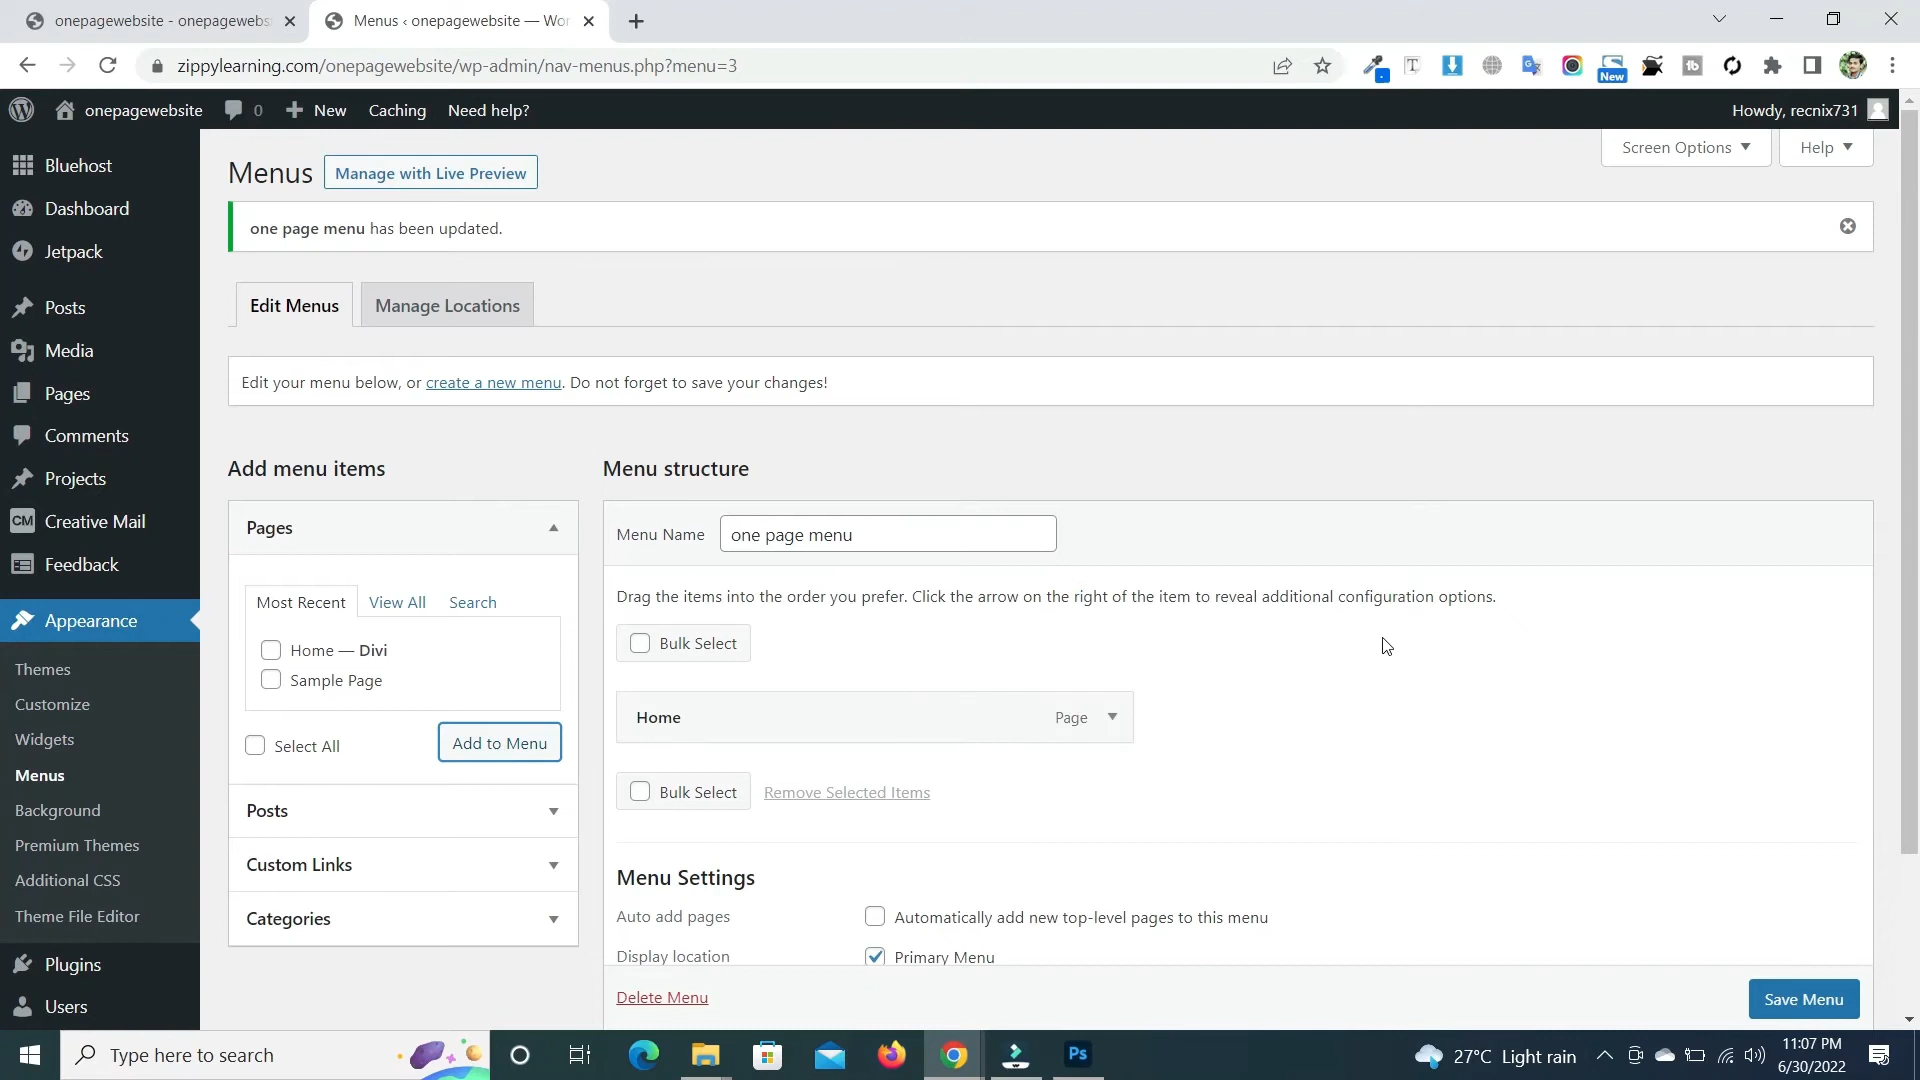 onepagewebsite - onepagewebs
Menus ‹ onepagewebsite — Wor
zippylearning.com/onepagewebsite/wp-admin/nav-menus.php?menu=3
New
onepagewebsite
0
New
Caching
Need help?
Howdy, recnix731
Screen Options
Help
Bluehost
Dashboard
Jetpack
Posts
Media
Pages
Comments
Projects
CM
Creative Mail
Feedback
Appearance
Themes
Customize
Widgets
Menus
Background
Premium Themes
Additional CSS
Theme File Editor
Plugins
Users
Menus
Manage with Live Preview
one page menu has been updated.
Edit Menus
Manage Locations
Edit your menu below, or create a new menu. Do not forget to save your changes!
Add menu items
Pages
Most Recent
View All
Search
Home — Divi
Sample Page
Select All
Add to Menu
Posts
Custom Links
Categories
Menu structure
Menu Name
one page menu
Drag the items into the order you prefer. Click the arrow on the right of the item to reveal additional configuration options.
Bulk Select
Home
Page
Bulk Select
Remove Selected Items
Menu Settings
Auto add pages
Automatically add new top-level pages to this menu
Display location
Primary Menu
Delete Menu
Save Menu
Type here to search
Ps
27°C Light rain
11:07 PM
6/30/2022